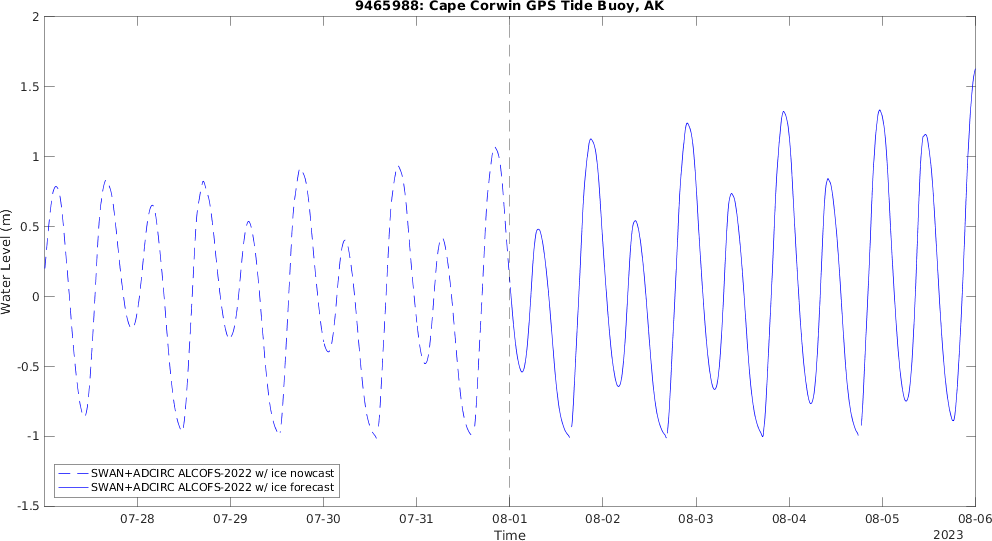 9465988: Cape Corwin GPS Tide Buoy, AK
2
1.5
1
0.5
0
-0.5
-1
-1.5
Water Level (m)
SWAN+ADCIRC ALCOFS-2022 w/ ice nowcast
SWAN+ADCIRC ALCOFS-2022 w/ ice forecast
07-28 07-29 07-30 07-31 08-01 08-02 08-03 08-04 08-05 08-06
Time
2023